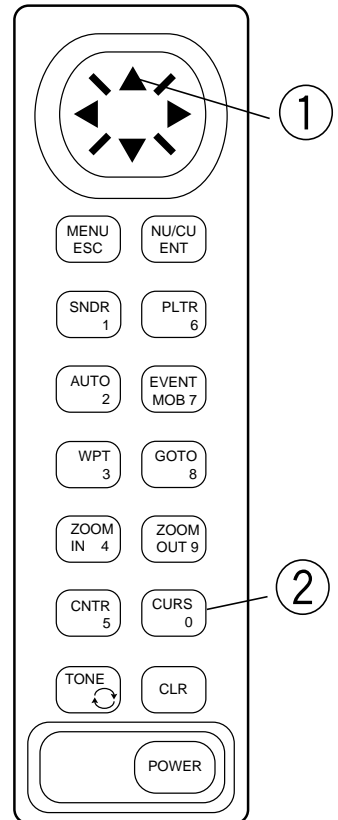 ①
MENU
ESC
NU/CU
ENT
SNDR
1
PLTR
6
AUTO
2
EVENT
MOB 7
WPT
3
GOTO
8
ZOOM
IN 4
ZOOM
OUT 9
CNTR
5
CURS
0
②
TONE
CLR
POWER